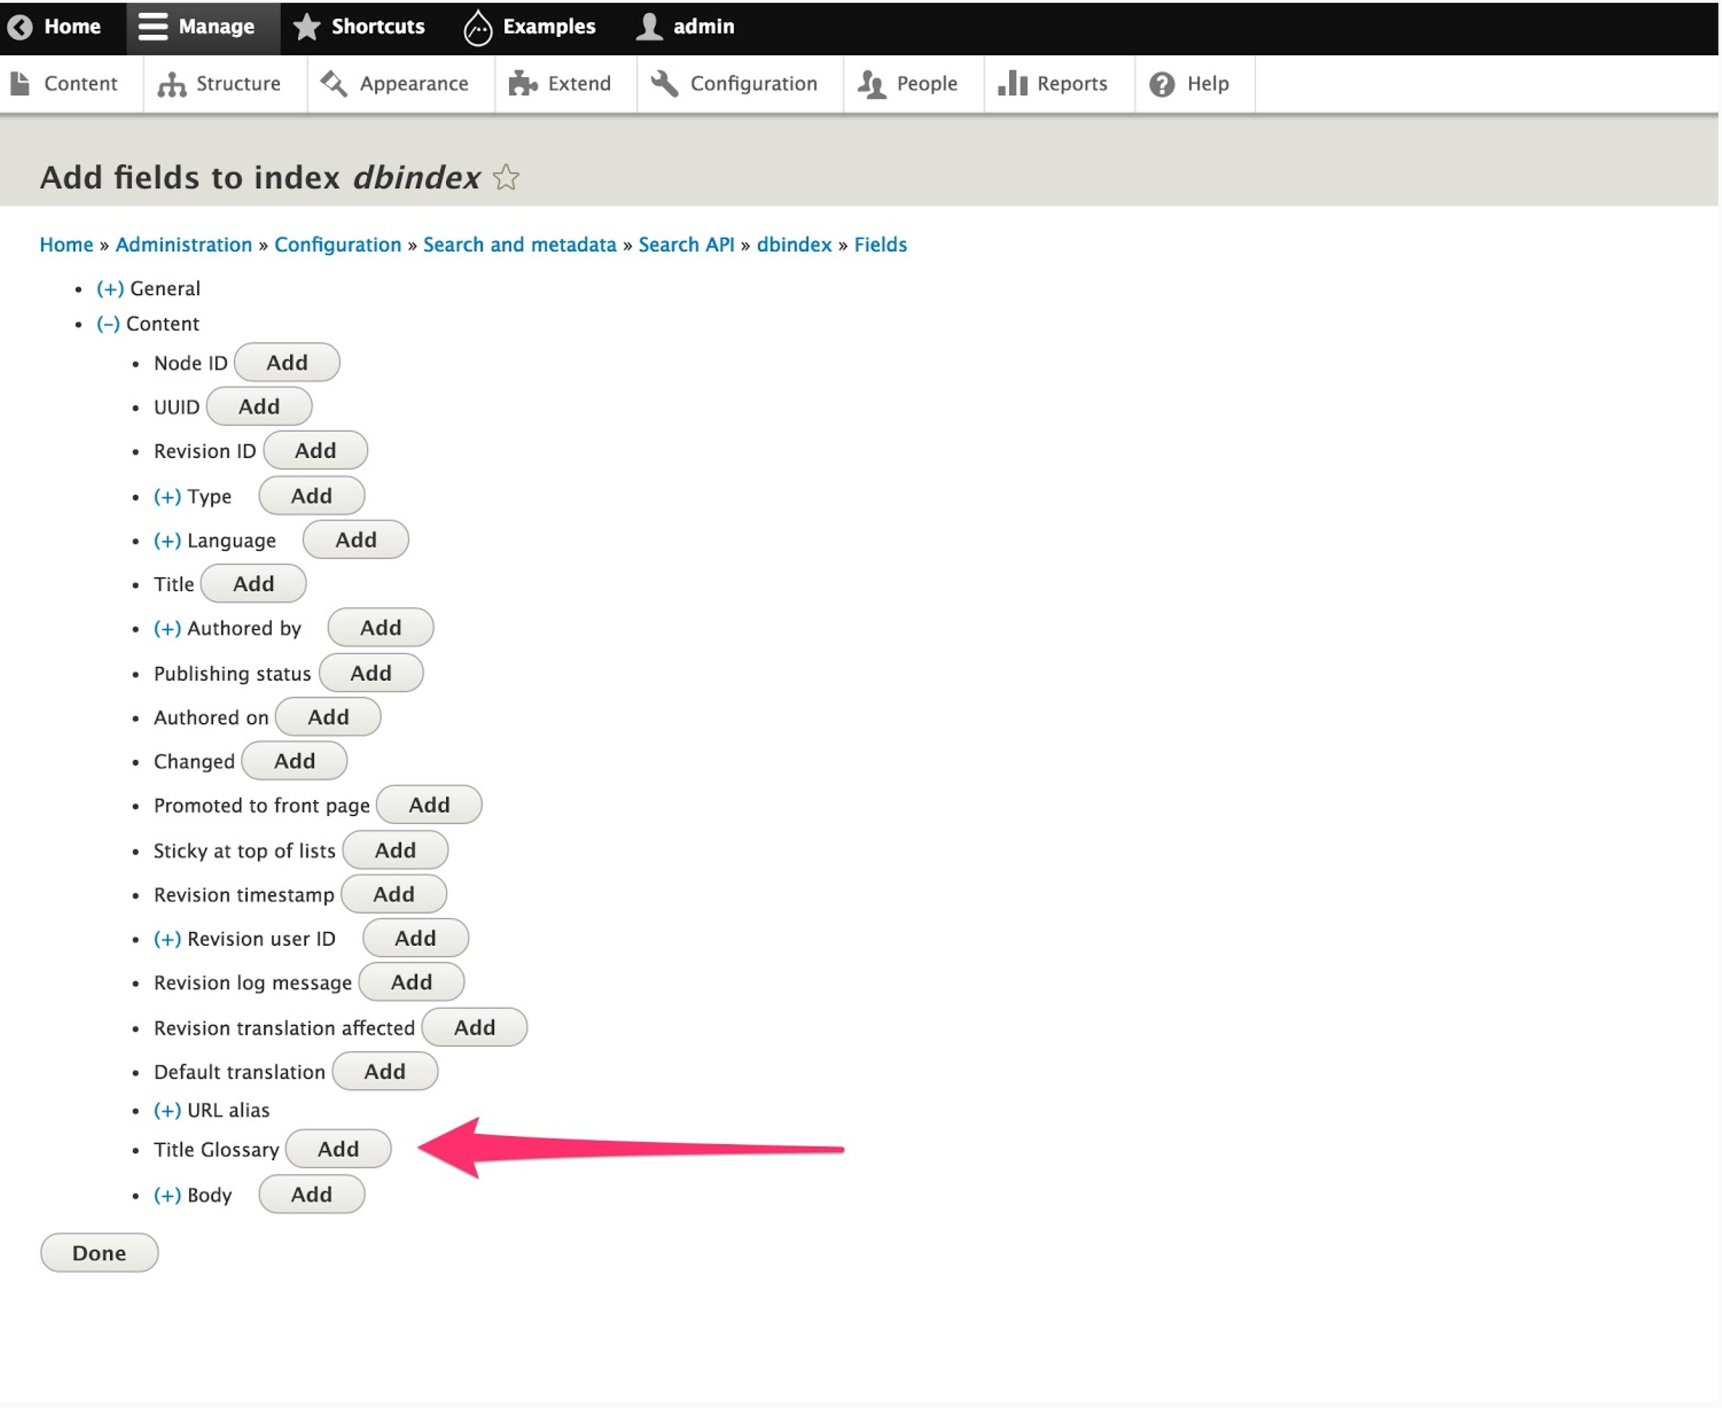 Home Manage Shortcuts Examples admin
Content Structure Appearance Extend Configuration People Reports Help
Add fields to index dbindex
Home » Administration » Configuration » Search and metadata » Search API » dbindex » Fields
• (+) General
• (−) Content
• Node ID Add
• UUID Add
• Revision ID Add
• (+) Type Add
• (+) Language Add
• Title Add
• (+) Authored by Add
• Publishing status Add
• Authored on Add
• Changed Add
• Promoted to front page Add
• Sticky at top of lists Add
• Revision timestamp Add
• (+) Revision user ID Add
• Revision log message Add
• Revision translation affected Add
• Default translation Add
• (+) URL alias
• Title Glossary Add
• (+) Body Add
Done